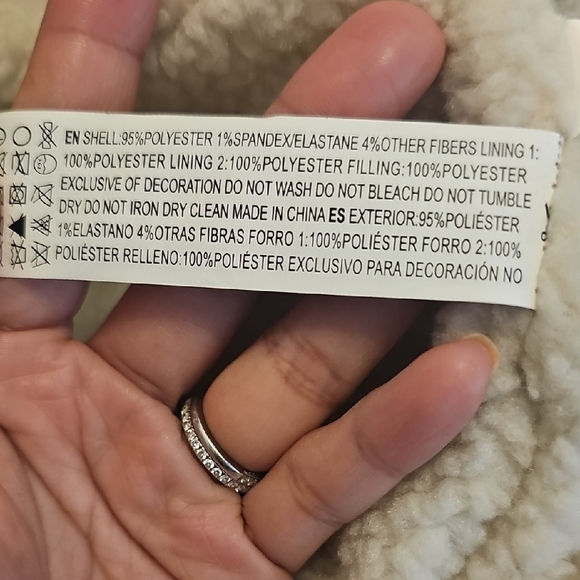 EN SHELL:95%POLYESTER 1%SPANDEX/ELASTANE 4%OTHER FIBERS LINING 1:
100%POLYESTER LINING 2:100%POLYESTER FILLING:100%POLYESTER
EXCLUSIVE OF DECORATION DO NOT WASH DO NOT BLEACH DO NOT TUMBLE
DRY DO NOT IRON DRY CLEAN MADE IN CHINA ES EXTERIOR:95%POLIÉSTER
1%ELASTANO 4%OTRAS FIBRAS FORRO 1:100%POLIÉSTER FORRO 2:100%
POLIÉSTER RELLENO:100%POLIÉSTER EXCLUSIVO PARA DECORACIÓN NO